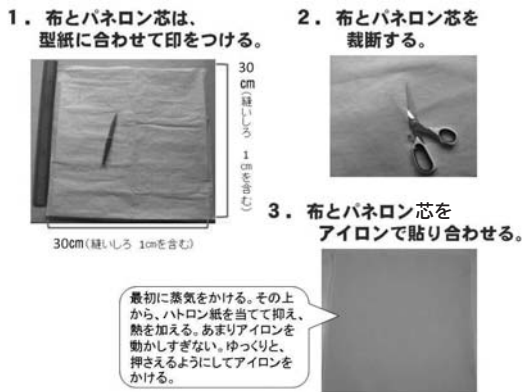 １．布とパネロン芯は、
型紙に合わせて印をつける。
30
cm
（縫いしろ　1cmを含む）
30cm（縫いしろ 1cmを含む）
２．布とパネロン芯を
裁断する。
３．布とパネロン芯を
アイロンで貼り合わせる。
最初に蒸気をかける。その上
から、ハトロン紙を当てて抑え、
熱を加える。あまりアイロンを
動かしすぎない。ゆっくりと、
押さえるようにしてアイロンを
かける。